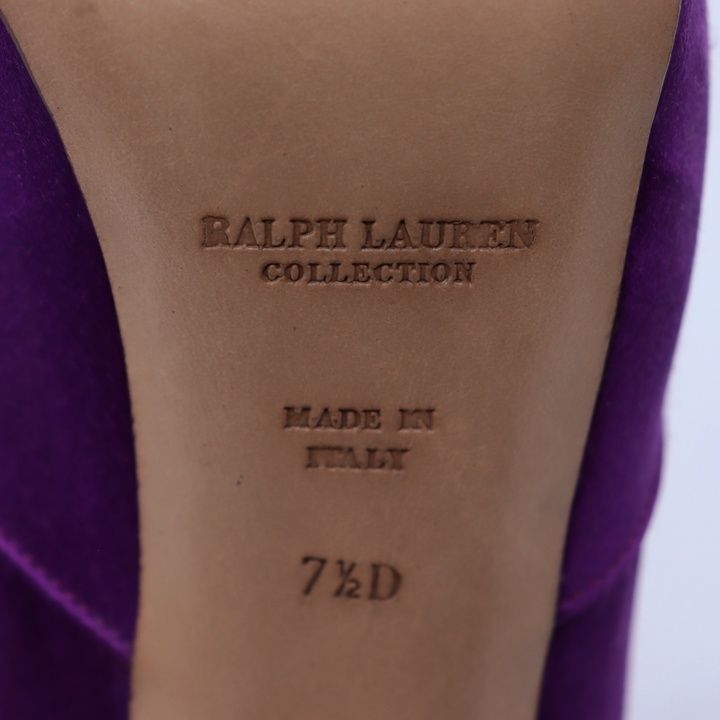 RALPH LAUREN
COLLECTION
MADE IN
ITALY
7½D